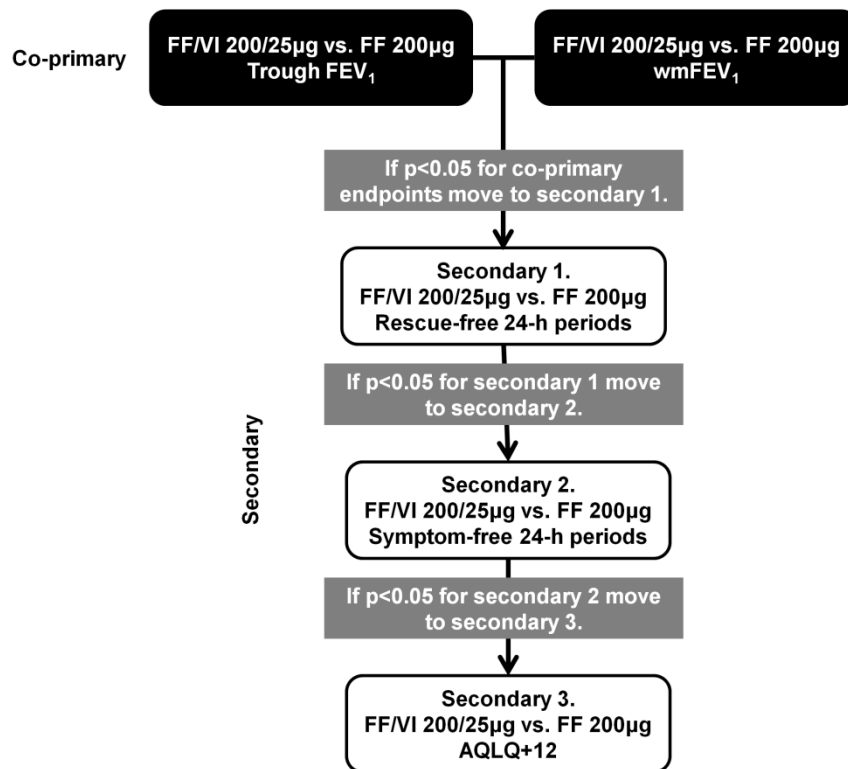 Co-primary
FF/VI 200/25µg vs. FF 200µg
Trough FEV₁
FF/VI 200/25µg vs. FF 200µg
wmFEV₁
If p<0.05 for co-primary
endpoints move to secondary 1.
Secondary 1.
FF/VI 200/25µg vs. FF 200µg
Rescue-free 24-h periods
If p<0.05 for secondary 1 move
to secondary 2.
Secondary
Secondary 2.
FF/VI 200/25µg vs. FF 200µg
Symptom-free 24-h periods
If p<0.05 for secondary 2 move
to secondary 3.
Secondary 3.
FF/VI 200/25µg vs. FF 200µg
AQLQ+12